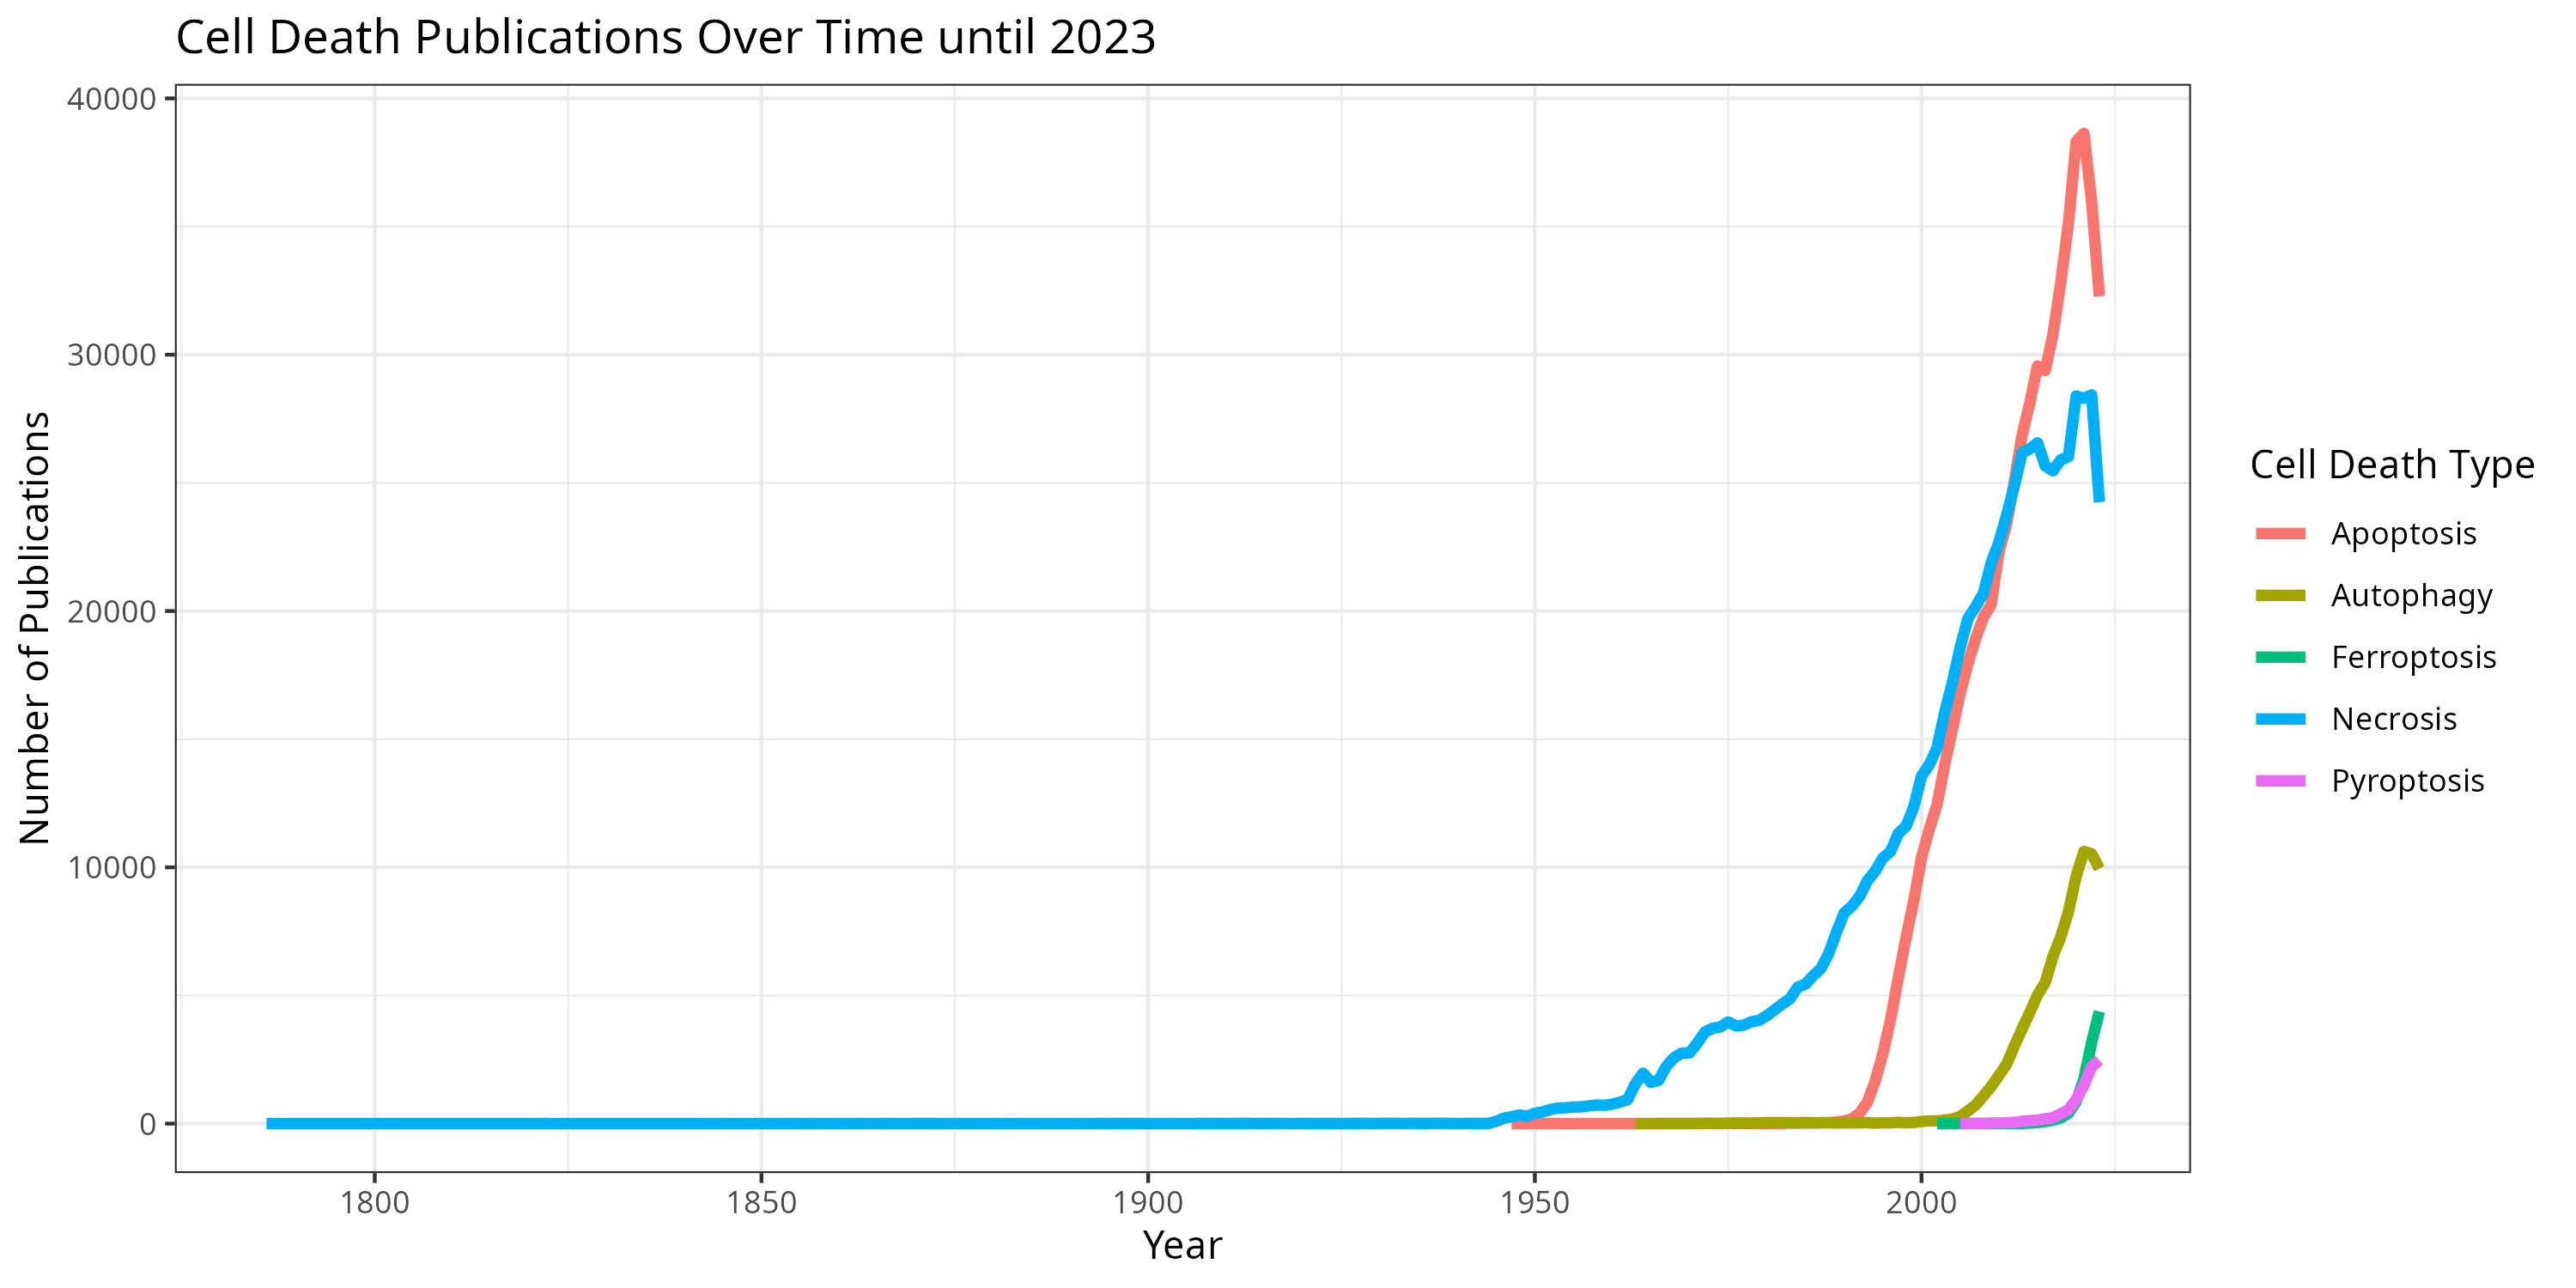 Cell Death Publications Over Time until 2023
40000
30000
20000
10000
0
Number of Publications
1800 1850 1900 1950 2000
Year
Cell Death Type
Apoptosis
Autophagy
Ferroptosis
Necrosis
Pyroptosis